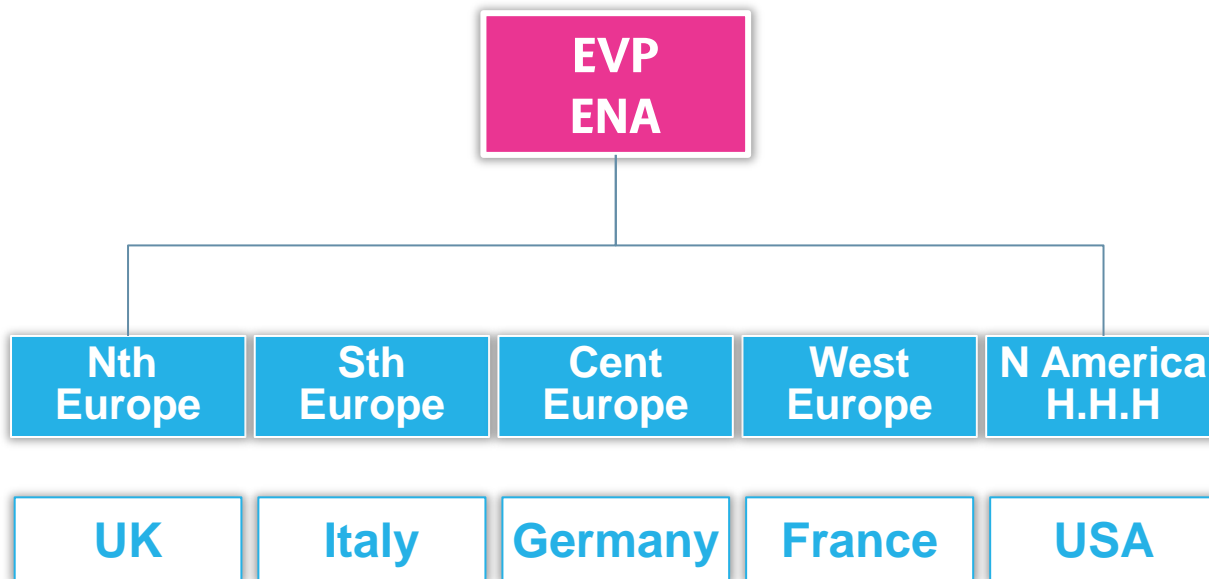 EVP
ENA
Nth
Europe
Sth
Europe
Cent
Europe
West
Europe
N America
H.H.H
UK
Italy
Germany
France
USA